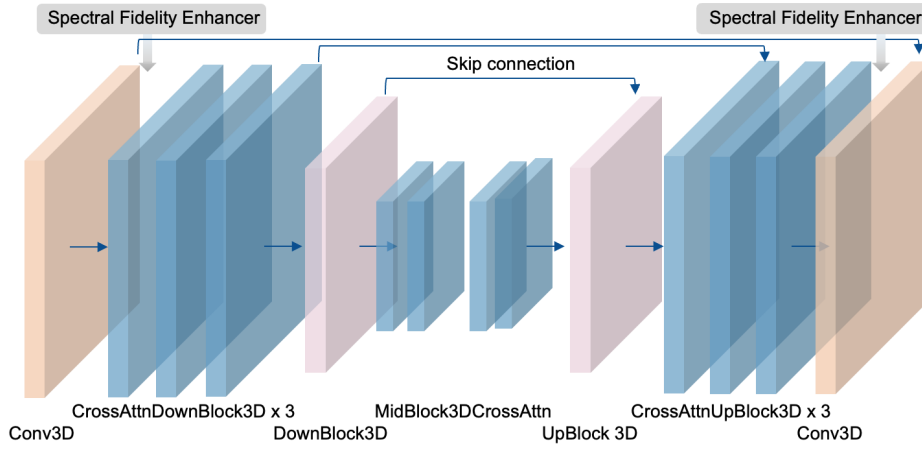 Spectral Fidelity Enhancer
Spectral Fidelity Enhancer
Skip connection
CrossAttnDownBlock3D x 3
MidBlock3DCrossAttn
CrossAttnUpBlock3D x 3
Conv3D
DownBlock3D
UpBlock 3D
Conv3D